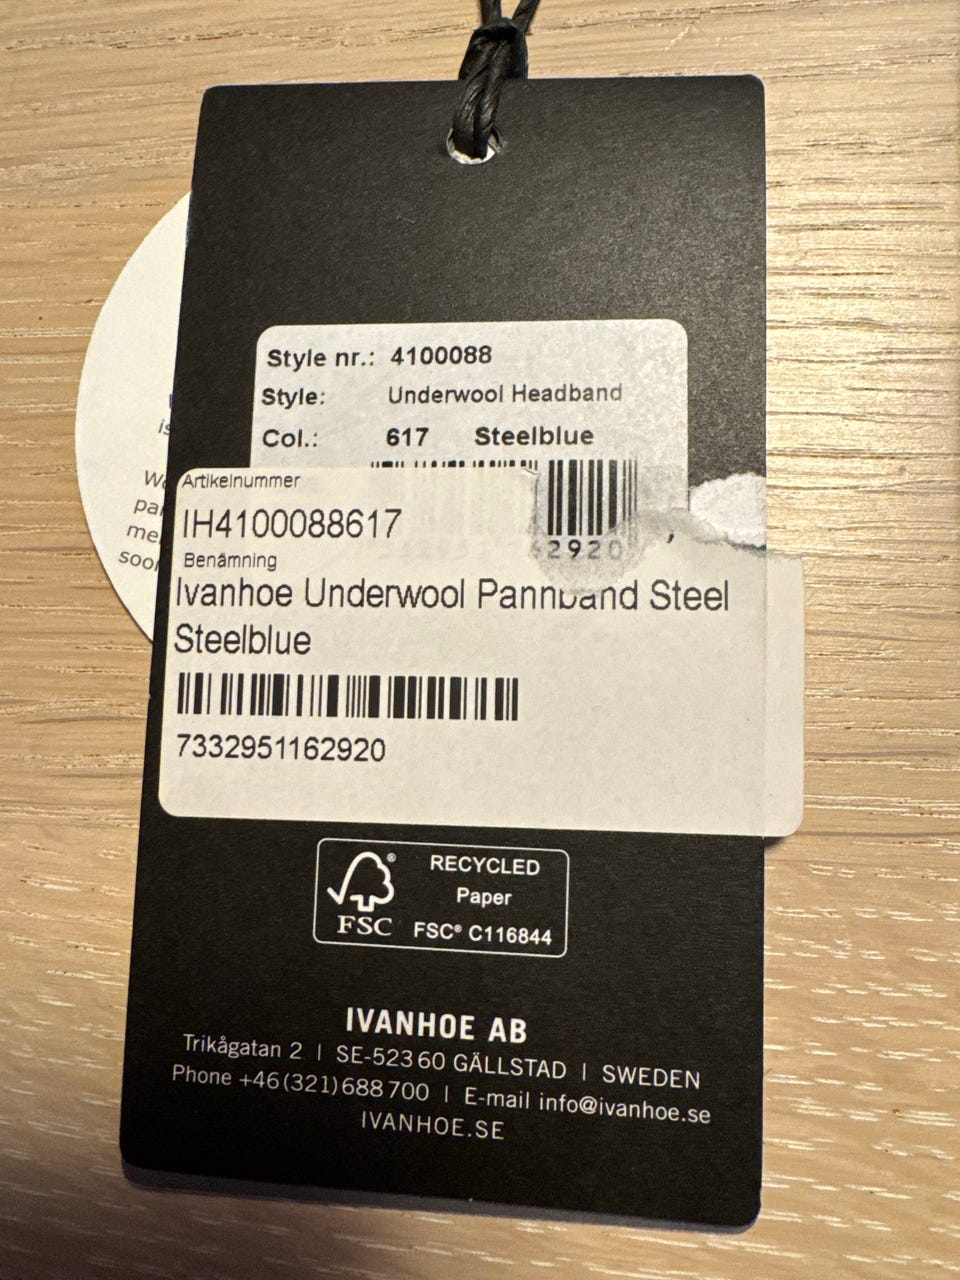 Style nr.: 4100088
Style: Underwool Headband
Col.: 617 Steelblue
62920
Artikelnummer
IH4100088617
Benämning
Ivanhoe Underwool Pannband Steel
Steelblue
7332951162920
RECYCLED
Paper
FSC® C116844
FSC
®
IVANHOE AB
Trikågatan 2 | SE-523 60 GÄLLSTAD | SWEDEN
Phone +46(321)688 700 | E-mail info@ivanhoe.se
IVANHOE.SE